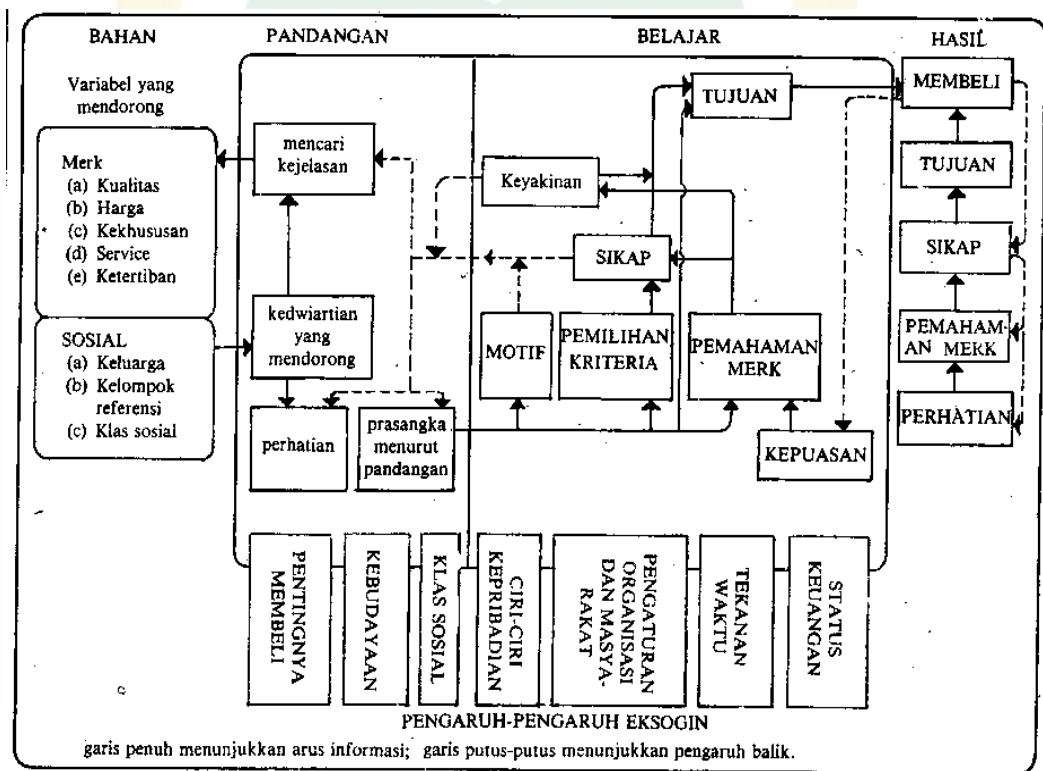 BAHAN
PANDANGAN
BELAJAR
HASIL
Variabel yang
mendorong
Merk
(a) Kualitas
(b) Harga
(c) Kekhususan
(d) Service
(e) Ketertiban
SOSIAL
(a) Keluarga
(b) Kelompok
referensi
(c) Klas sosial
mencari
kejelasan
kedwiartian
yang
mendorong
perhatian
prasangka
menurut
pandangan
Keyakinan
TUJUAN
SIKAP
MOTIF
PEMILIHAN
KRITERIA
PEMAHAMAN
MERK
KEPUASAN
MEMBELI
TUJUAN
SIKAP
PEMAHAM-
AN MERK
PERHATIAN
PENTINGNYA
MEMBELI
KEBUDAYAAN
KLAS SOSIAL
CIRI-CIRI
KEPRIBADIAN
PENGATURAN
ORGANISASI
DAN MASYA-
RAKAT
TEKANAN
WAKTU
STATUS
KEUANGAN
PENGARUH-PENGARUH EKSOGIN
garis penuh menunjukkan arus informasi; garis putus-putus menunjukkan pengaruh balik.